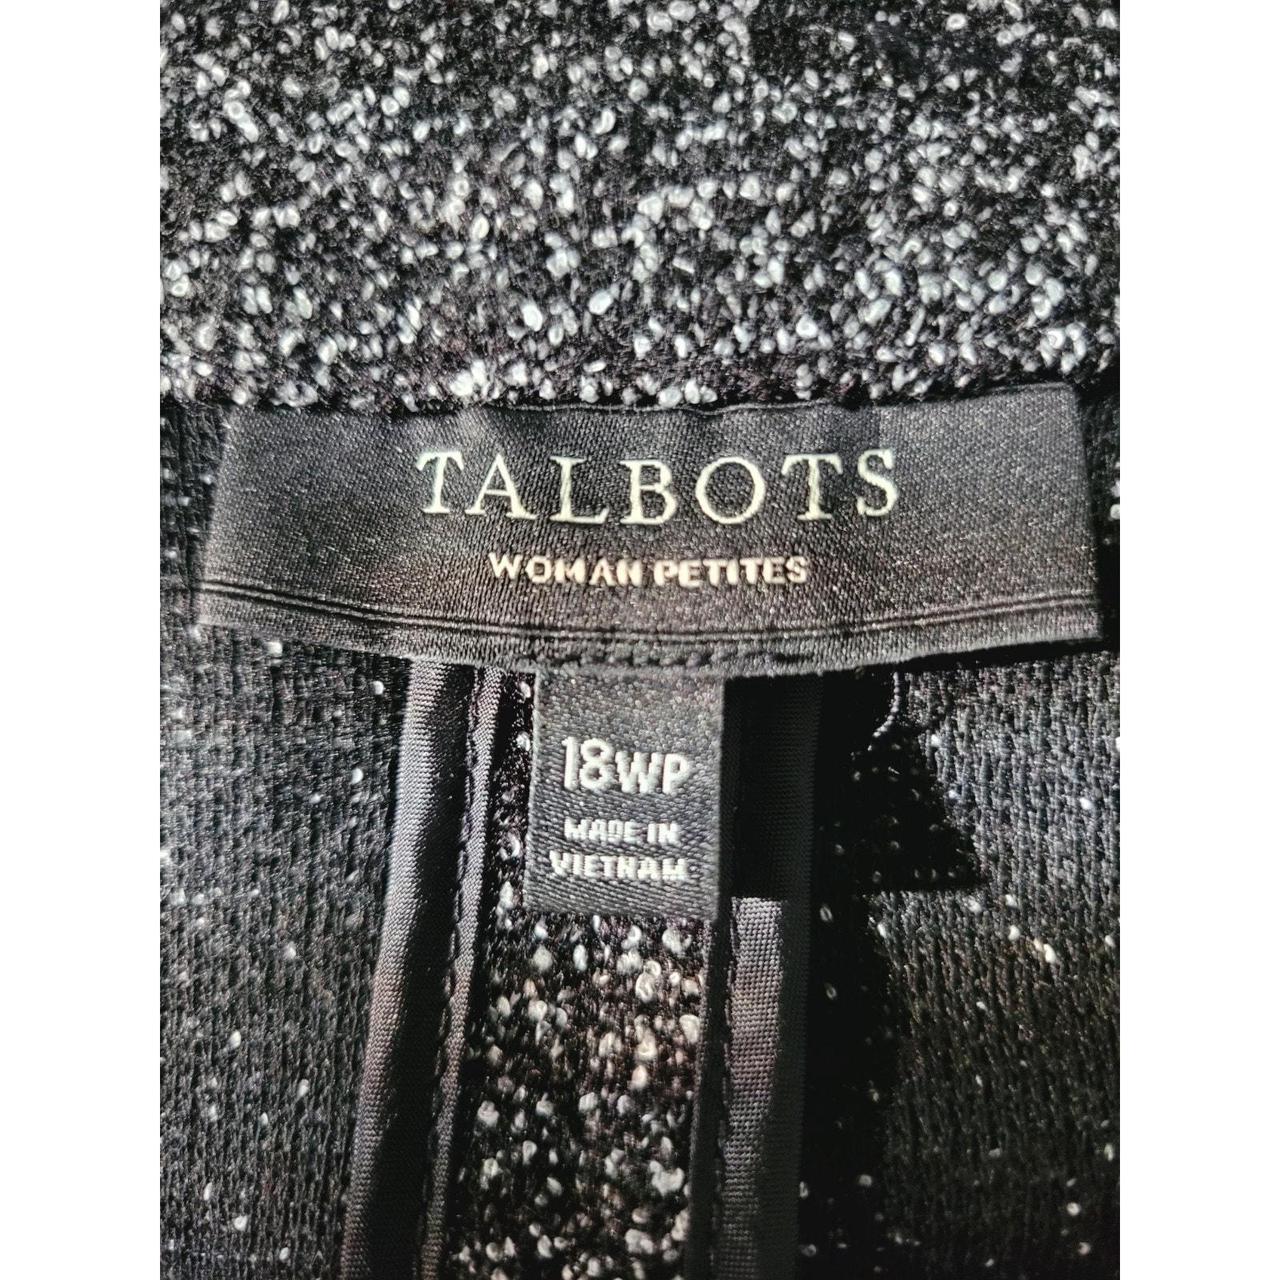 TALBOTS
WOMAN PETITES
18WP
MADE IN
VIETNAM